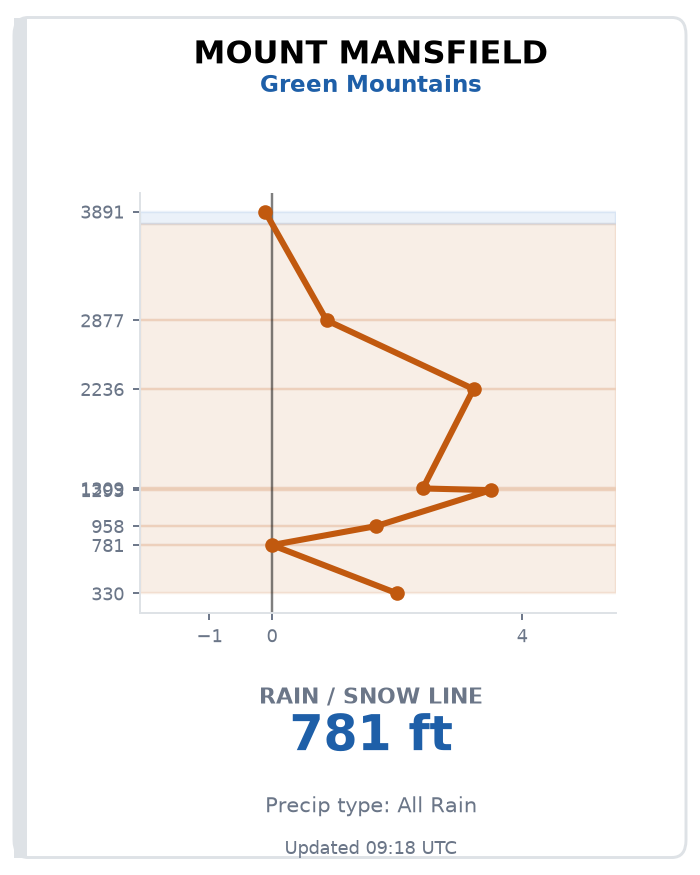 MOUNT MANSFIELD
Green Mountains
3891
2877
2236
958
781
330
−1 0 4
RAIN / SNOW LINE
781 ft
Precip type: All Rain
Updated 09:18 UTC